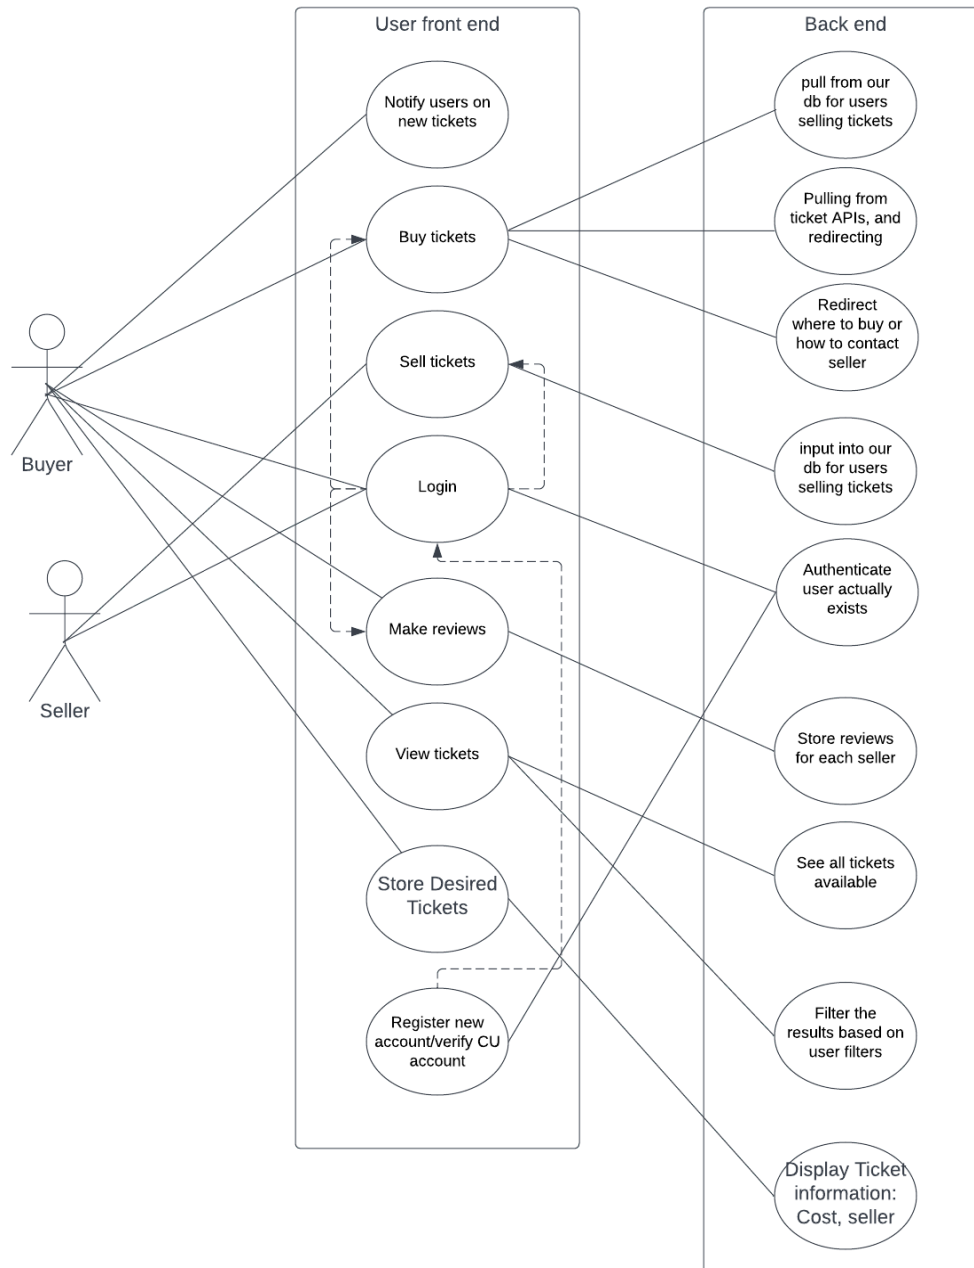 User front end
Notify users on
new tickets
Buy tickets
Sell tickets
Login
Make reviews
View tickets
Store Desired
Tickets
Register new
account/verify CU
account
Buyer
Seller
Back end
pull from our
db for users
selling tickets
Pulling from
ticket APIs, and
redirecting
Redirect
where to buy or
how to contact
seller
input into our
db for users
selling tickets
Authenticate
user actually
exists
Store reviews
for each seller
See all tickets
available
Filter the
results based on
user filters
Display Ticket
information:
Cost, seller